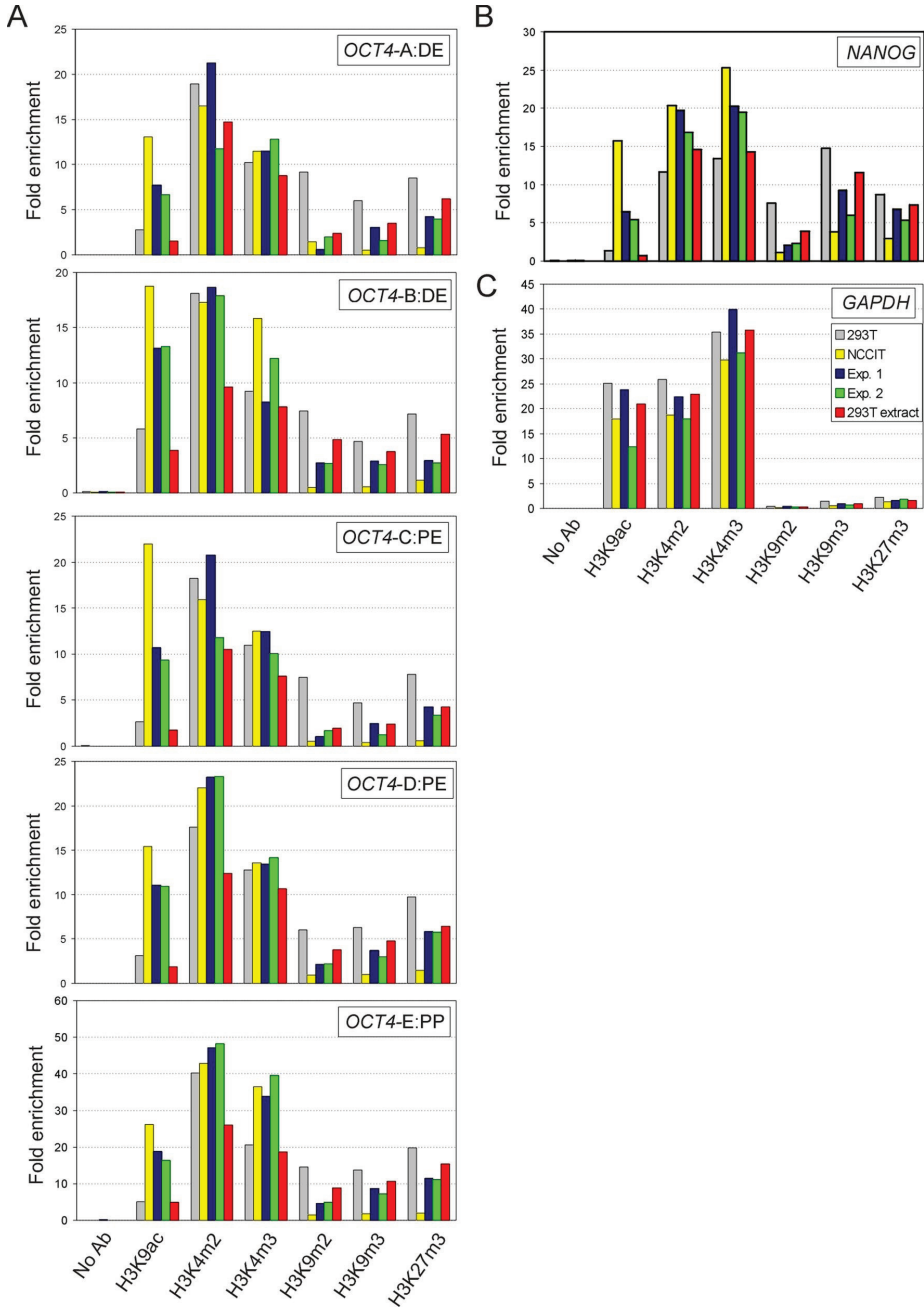 A
Fold enrichment
25
20
15
10
5
0
OCT4-A:DE
Fold enrichment
20
15
10
5
0
OCT4-B:DE
Fold enrichment
25
20
15
10
5
0
OCT4-C:PE
Fold enrichment
25
20
15
10
5
0
OCT4-D:PE
Fold enrichment
60
50
40
30
20
10
0
OCT4-E:PP
No Ab
H3K9ac
H3K4m2
H3K4m3
H3K9m2
H3K9m3
H3K27m3
B
Fold enrichment
30
25
20
15
10
5
0
NANOG
C
Fold enrichment
45
40
35
30
25
20
15
10
5
0
GAPDH
293T
NCCIT
Exp. 1
Exp. 2
293T extract
No Ab
H3K9ac
H3K4m2
H3K4m3
H3K9m2
H3K9m3
H3K27m3